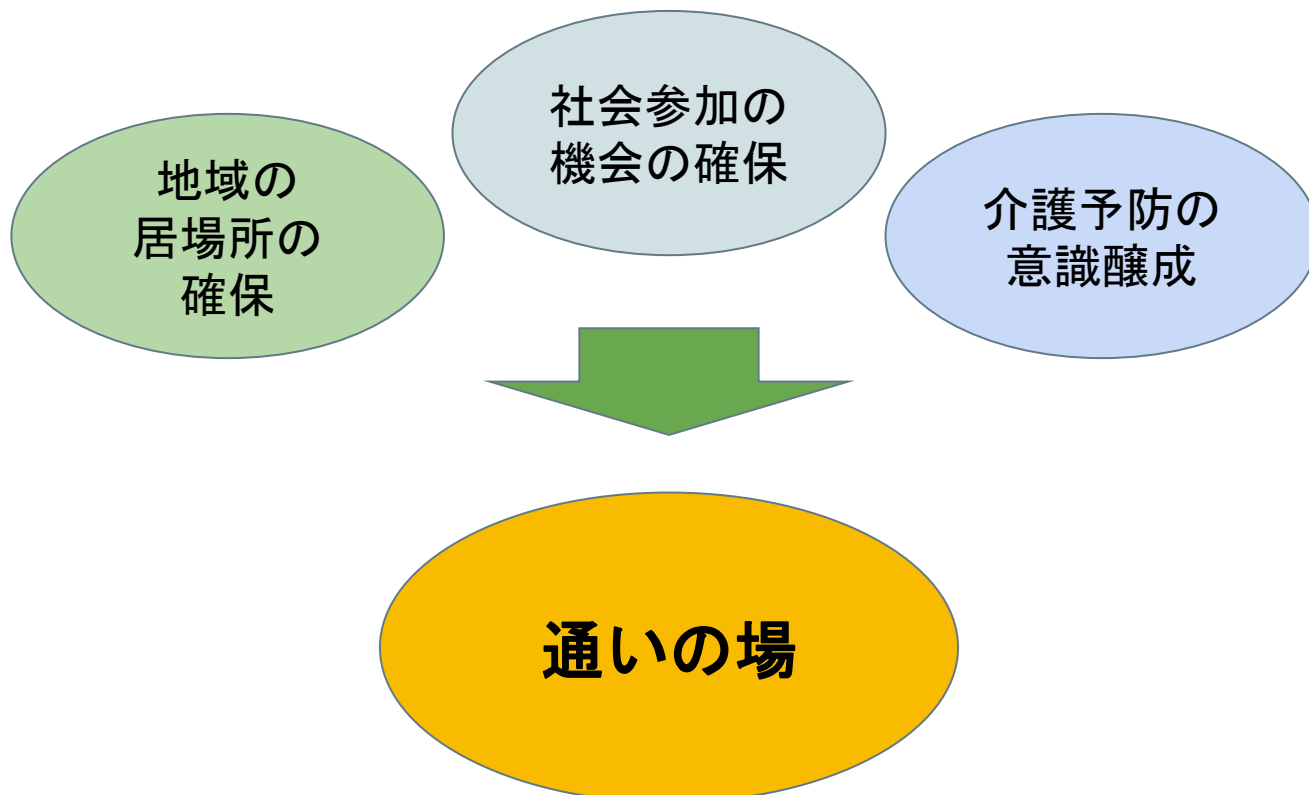 地域の
居場所の
確保
社会参加の
機会の確保
介護予防の
意識醸成
通いの場